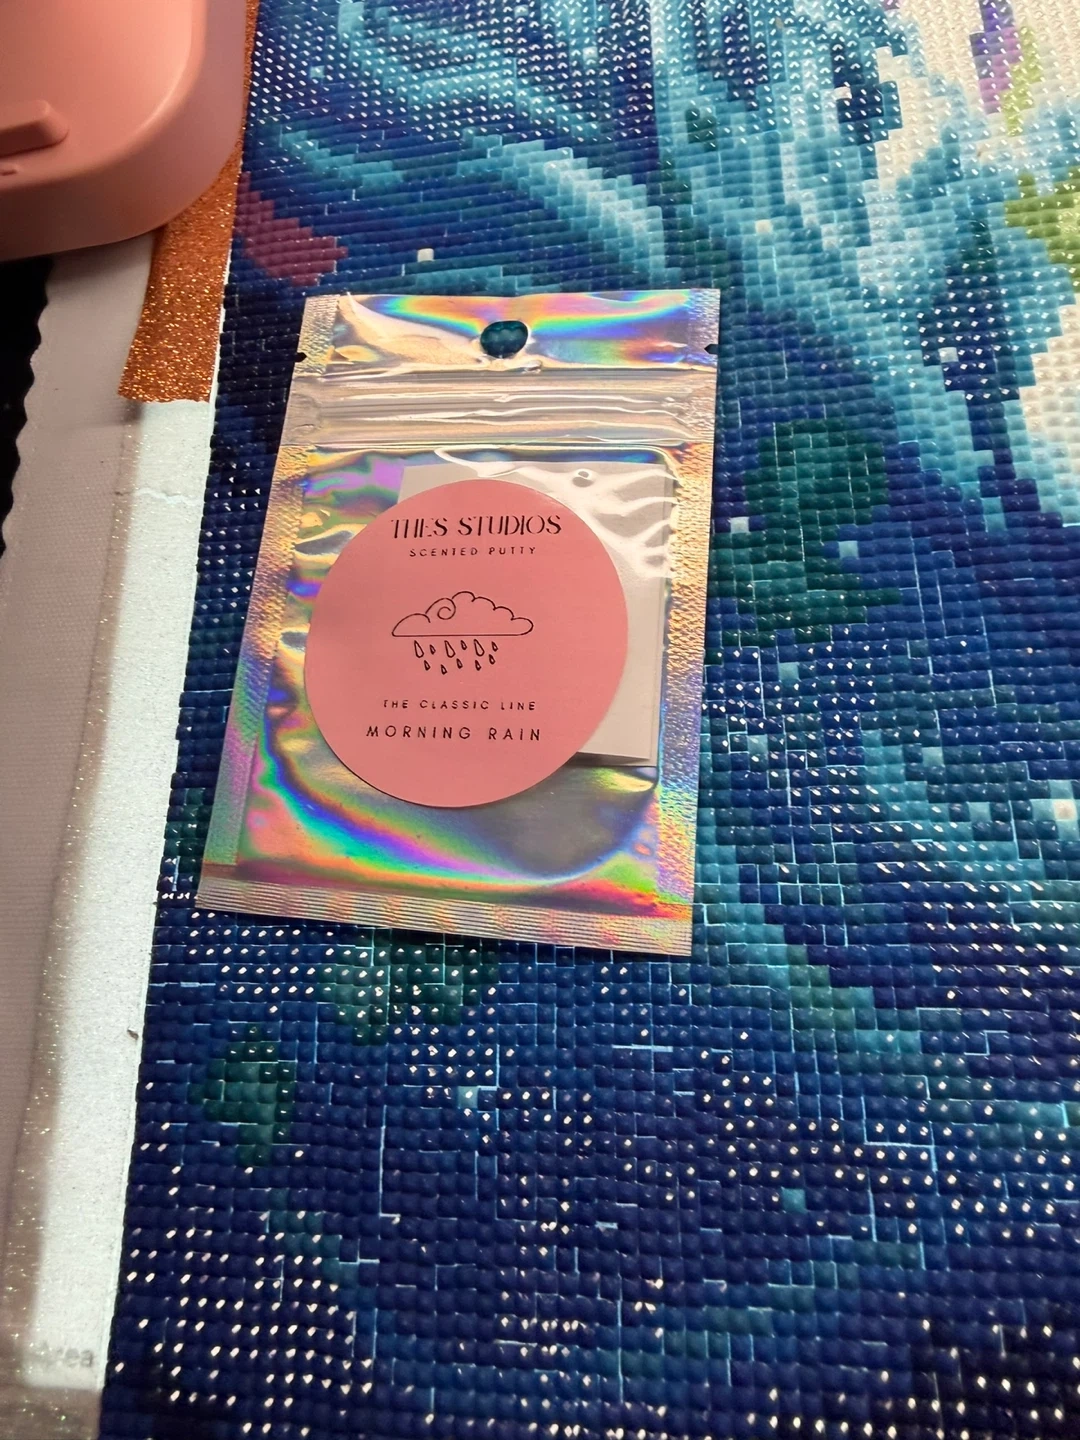 THES STUDIOS
SCENTED PUTTY
THE CLASSIC LINE
MORNING RAIN